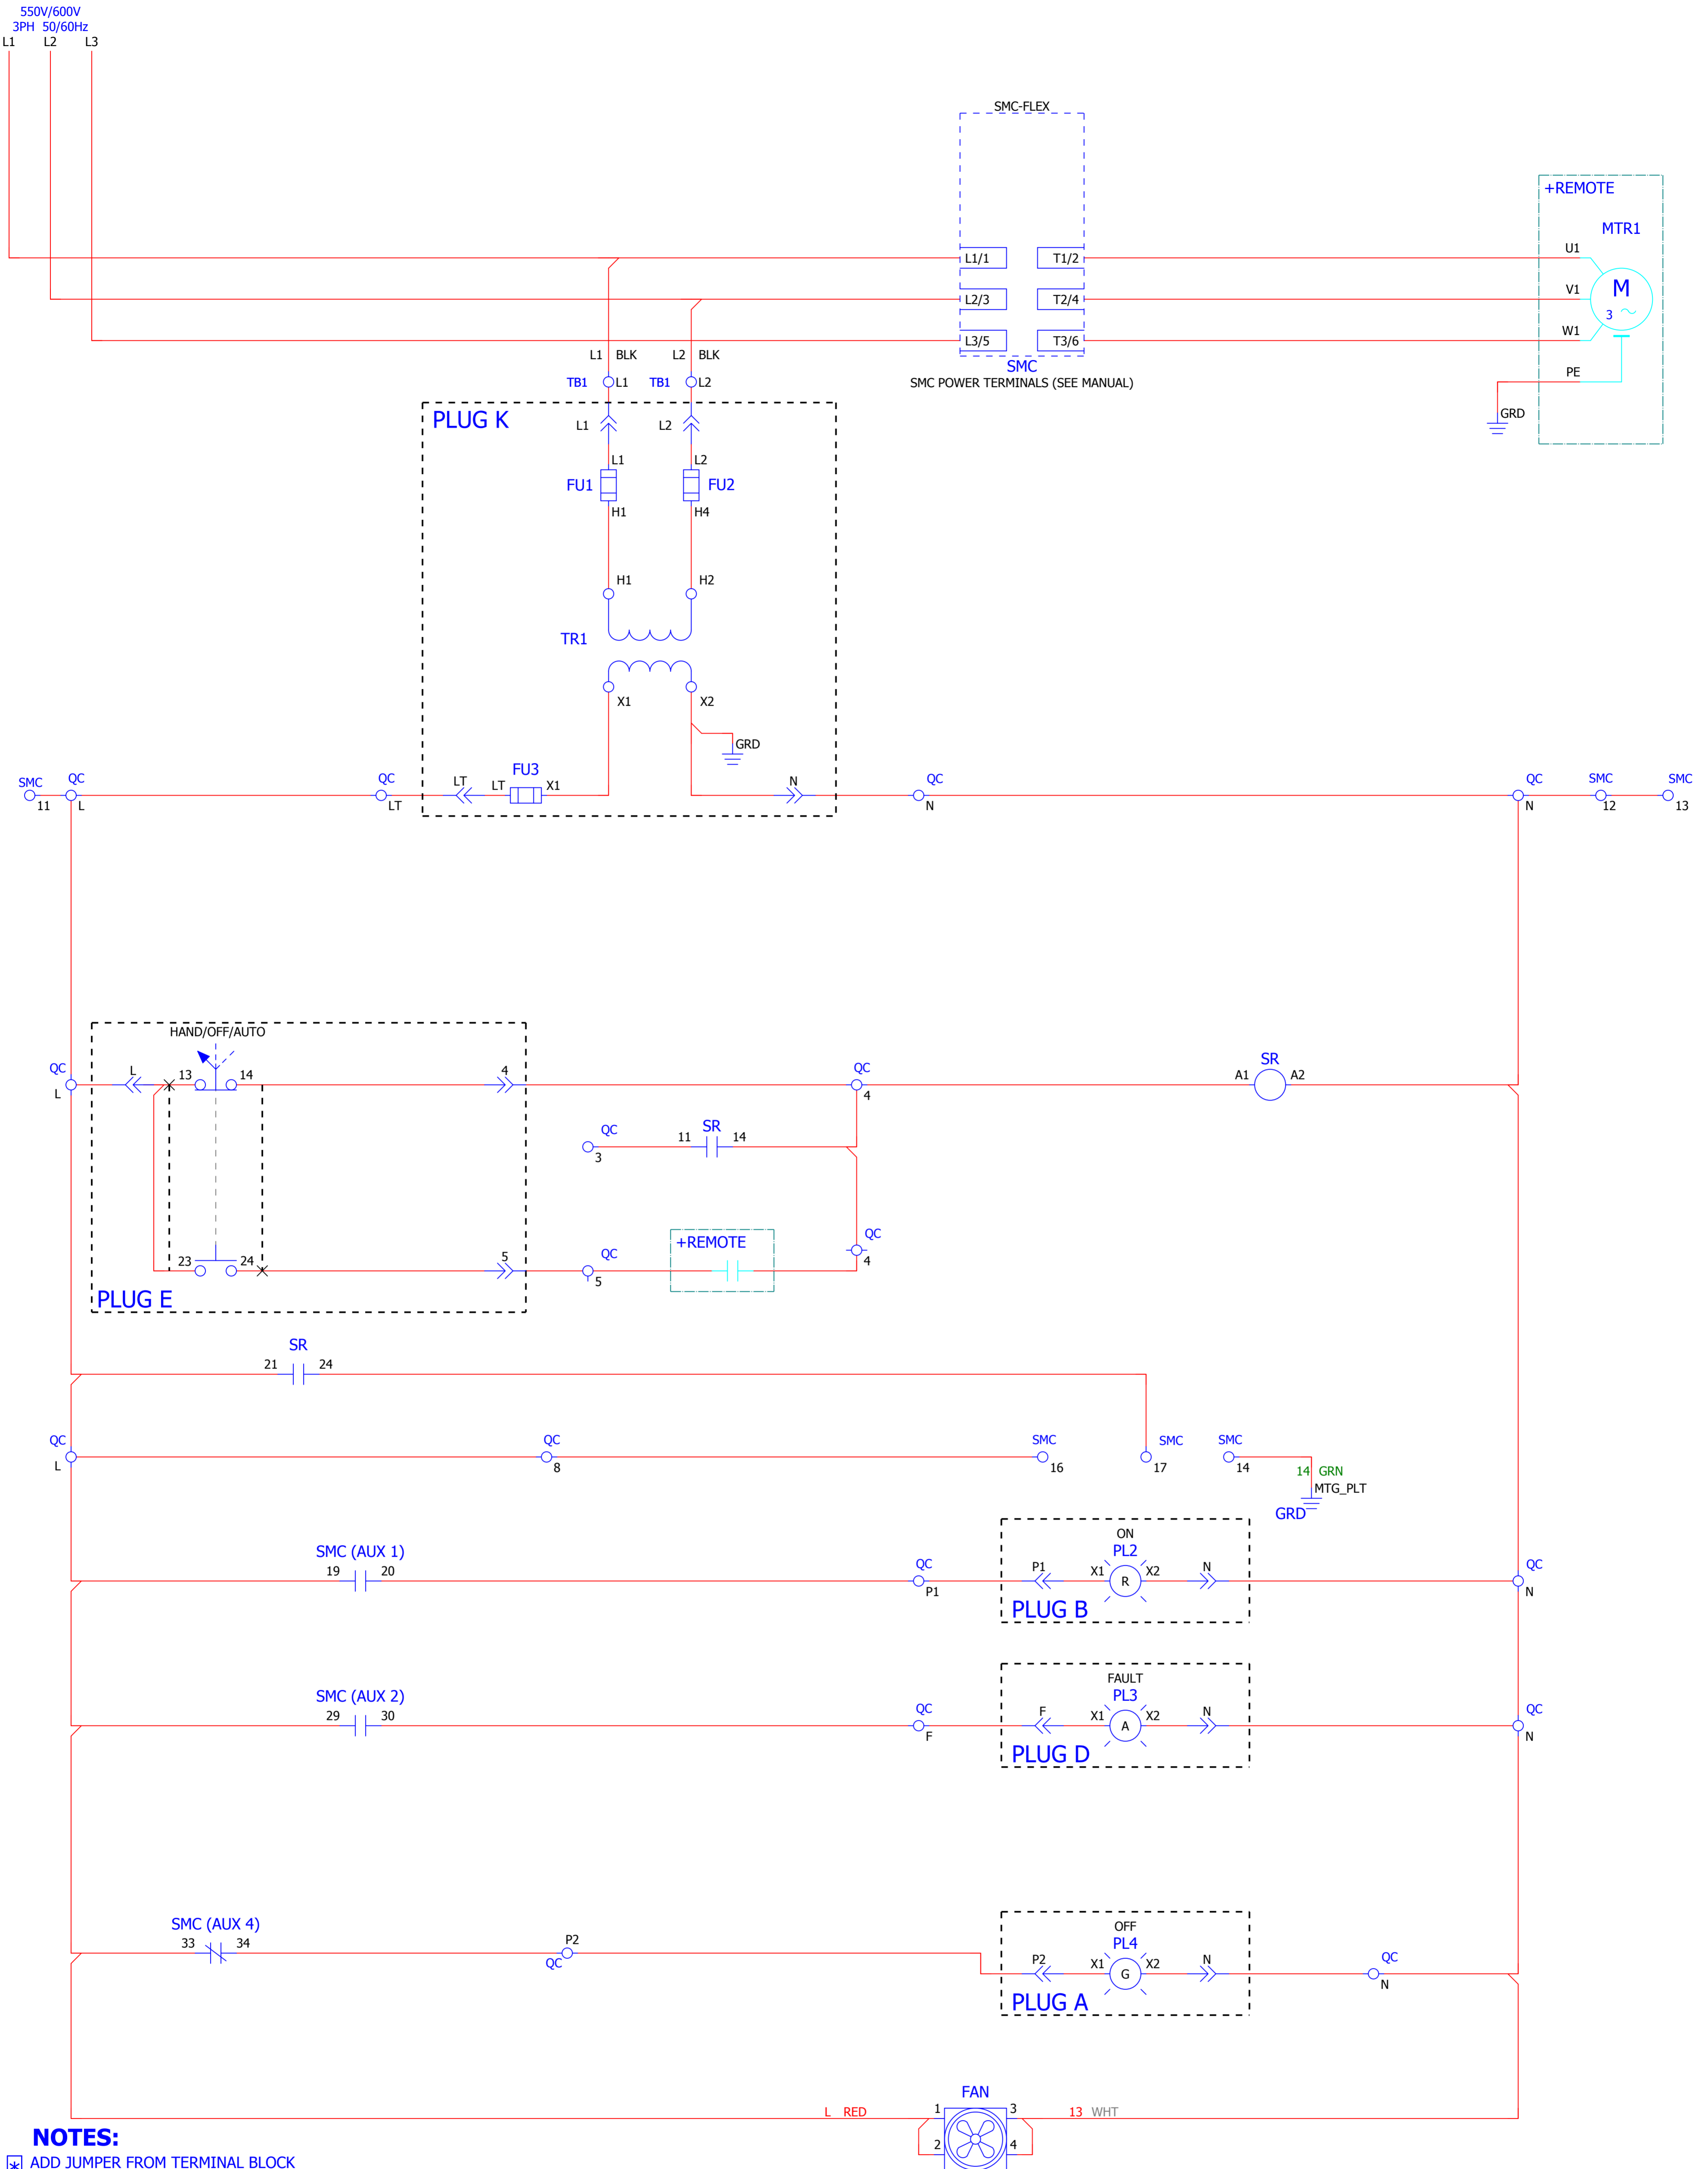 550V/600V
3PH 50/60Hz
L1 L2 L3
SMC-FLEX
+REMOTE
MTR1
L1/1 T1/2 U1
L2/3 T2/4 V1
M
3
L3/5 T3/6 W1
SMC
SMC POWER TERMINALS (SEE MANUAL)
PE
GRD
L1 BLK L2 BLK
TB1 L1 TB1 L2
PLUG K
L1 L2
L1 L2
FU1 FU2
H1 H4
H1 H2
TR1
X1 X2
GRD
SMC QC QC LT LT FU3 X1 N QC QC SMC SMC
11 L LT N N 12 13
HAND/OFF/AUTO
QC L 13 14 4 QC SR
L 4 A1 A2
QC 11 SR 14
3
+REMOTE QC
4
23 24 5 QC
5
PLUG E
SR
21 24
QC QC SMC SMC SMC
L 8 16 17 14
14 GRN
MTG_PLT
GRD
ON
SMC (AUX 1) PL2
19 20 QC P1 X1 R X2 N QC
P1 N
PLUG B
FAULT
SMC (AUX 2) PL3
29 30 QC F X1 A X2 N QC
F N
PLUG D
OFF
SMC (AUX 4) PL4
33 34 P2
QC
P2 X1 G X2 N QC
N
PLUG A
FAN
L RED 1 3 13 WHT
2 4
NOTES:
* ADD JUMPER FROM TERMINAL BLOCK